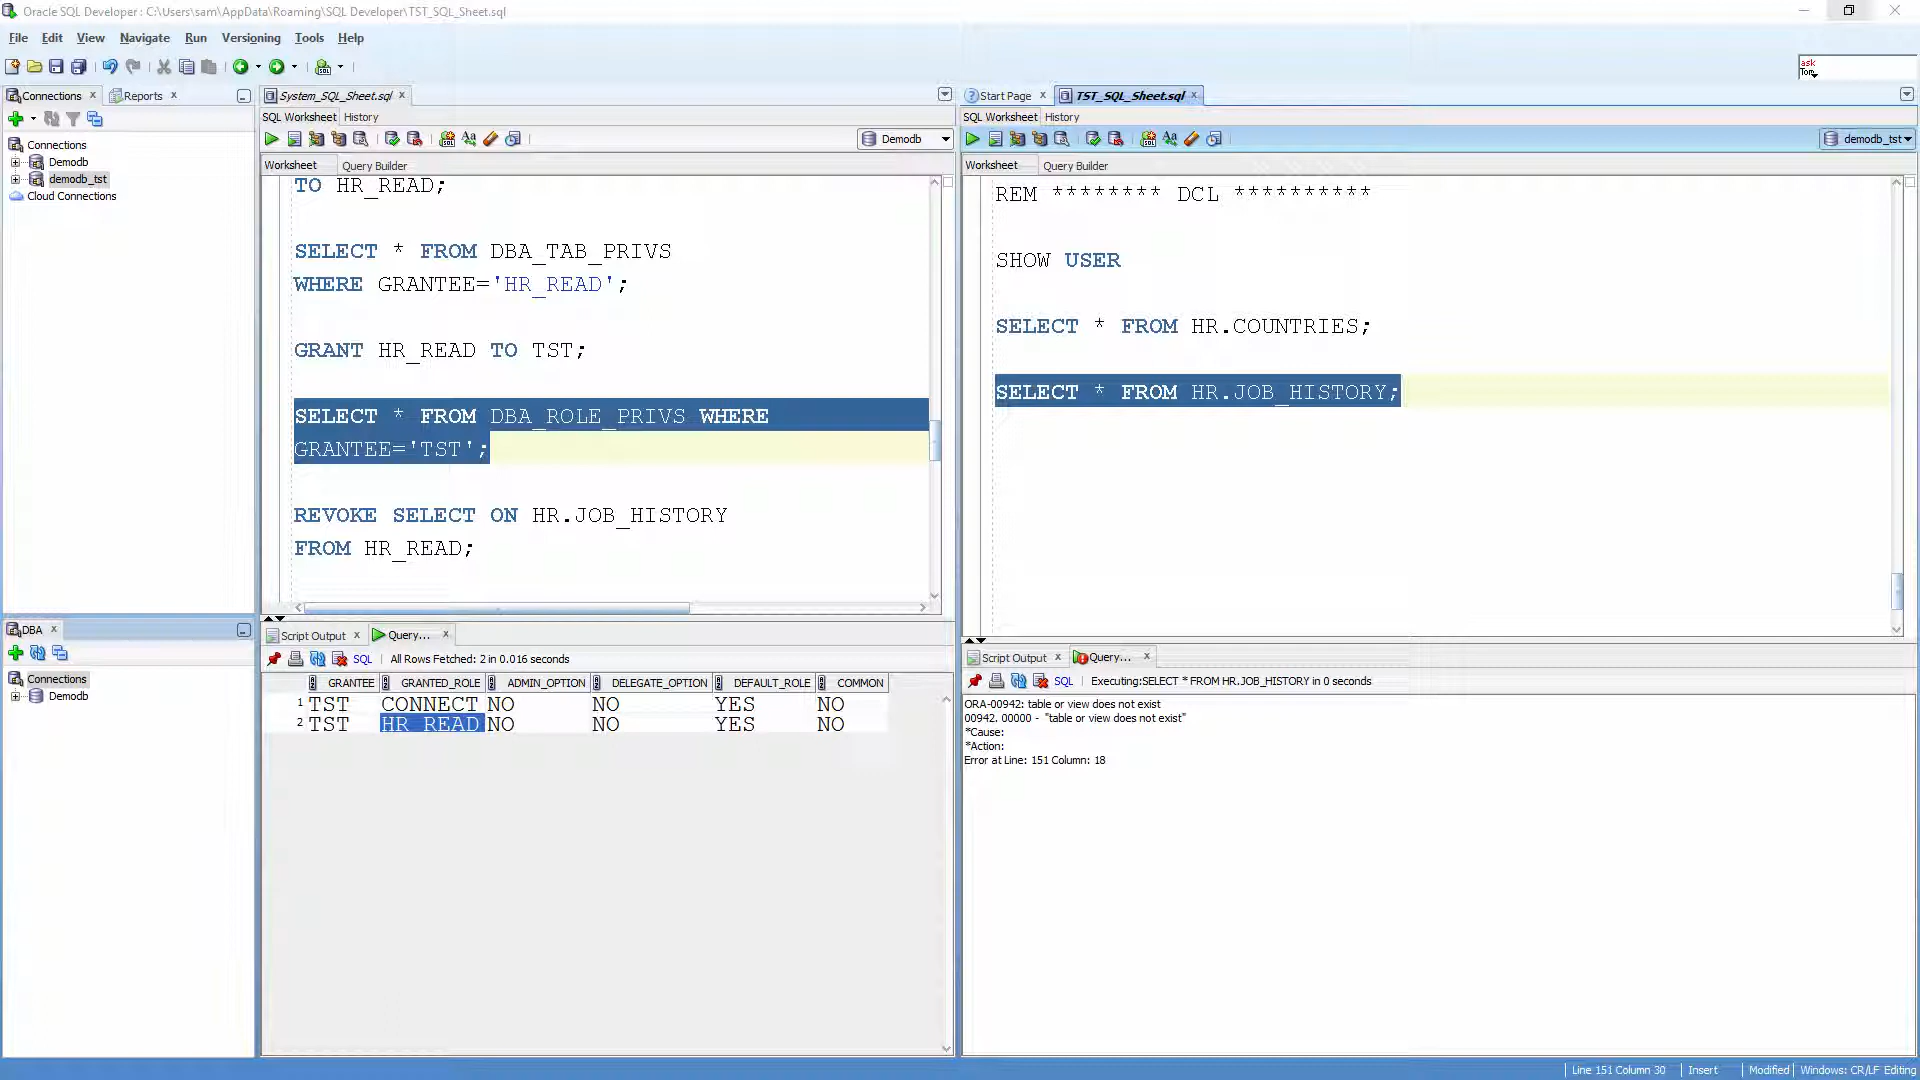 Oracle SQL Developer : C:\Users\sam\AppData\Roaming\SQL Developer\TST_SQL_Sheet.sql
File Edit View Navigate Run Versioning Tools Help
ask
Tom
Connections
Reports
Connections
Demodb
demodb_tst
Cloud Connections
System_SQL_Sheet.sql
SQL Worksheet History
Demodb
Worksheet Query Builder
TO HR_READ;
SELECT * FROM DBA_TAB_PRIVS
WHERE GRANTEE='HR_READ';
GRANT HR_READ TO TST;
SELECT * FROM DBA_ROLE_PRIVS WHERE
GRANTEE='TST';
REVOKE SELECT ON HR.JOB_HISTORY
FROM HR_READ;
Start Page TST_SQL_Sheet.sql
SQL Worksheet History
demodb_tst
Worksheet Query Builder
REM ******** DCL **********
SHOW USER
SELECT * FROM HR.COUNTRIES;
SELECT * FROM HR.JOB_HISTORY;
DBA
Connections
Demodb
Script Output Query...
SQL All Rows Fetched: 2 in 0.016 seconds
GRANTEE GRANTED_ROLE ADMIN_OPTION DELEGATE_OPTION DEFAULT_ROLE COMMON
1 TST CONNECT NO NO YES NO
2 TST HR_READ NO NO YES NO
Script Output Query...
SQL Executing:SELECT * FROM HR.JOB_HISTORY in 0 seconds
ORA-00942: table or view does not exist
00942. 00000 - "table or view does not exist"
*Cause:
*Action:
Error at Line: 151 Column: 18
Line 151 Column 30 Insert Modified Windows: CR/LF Editing